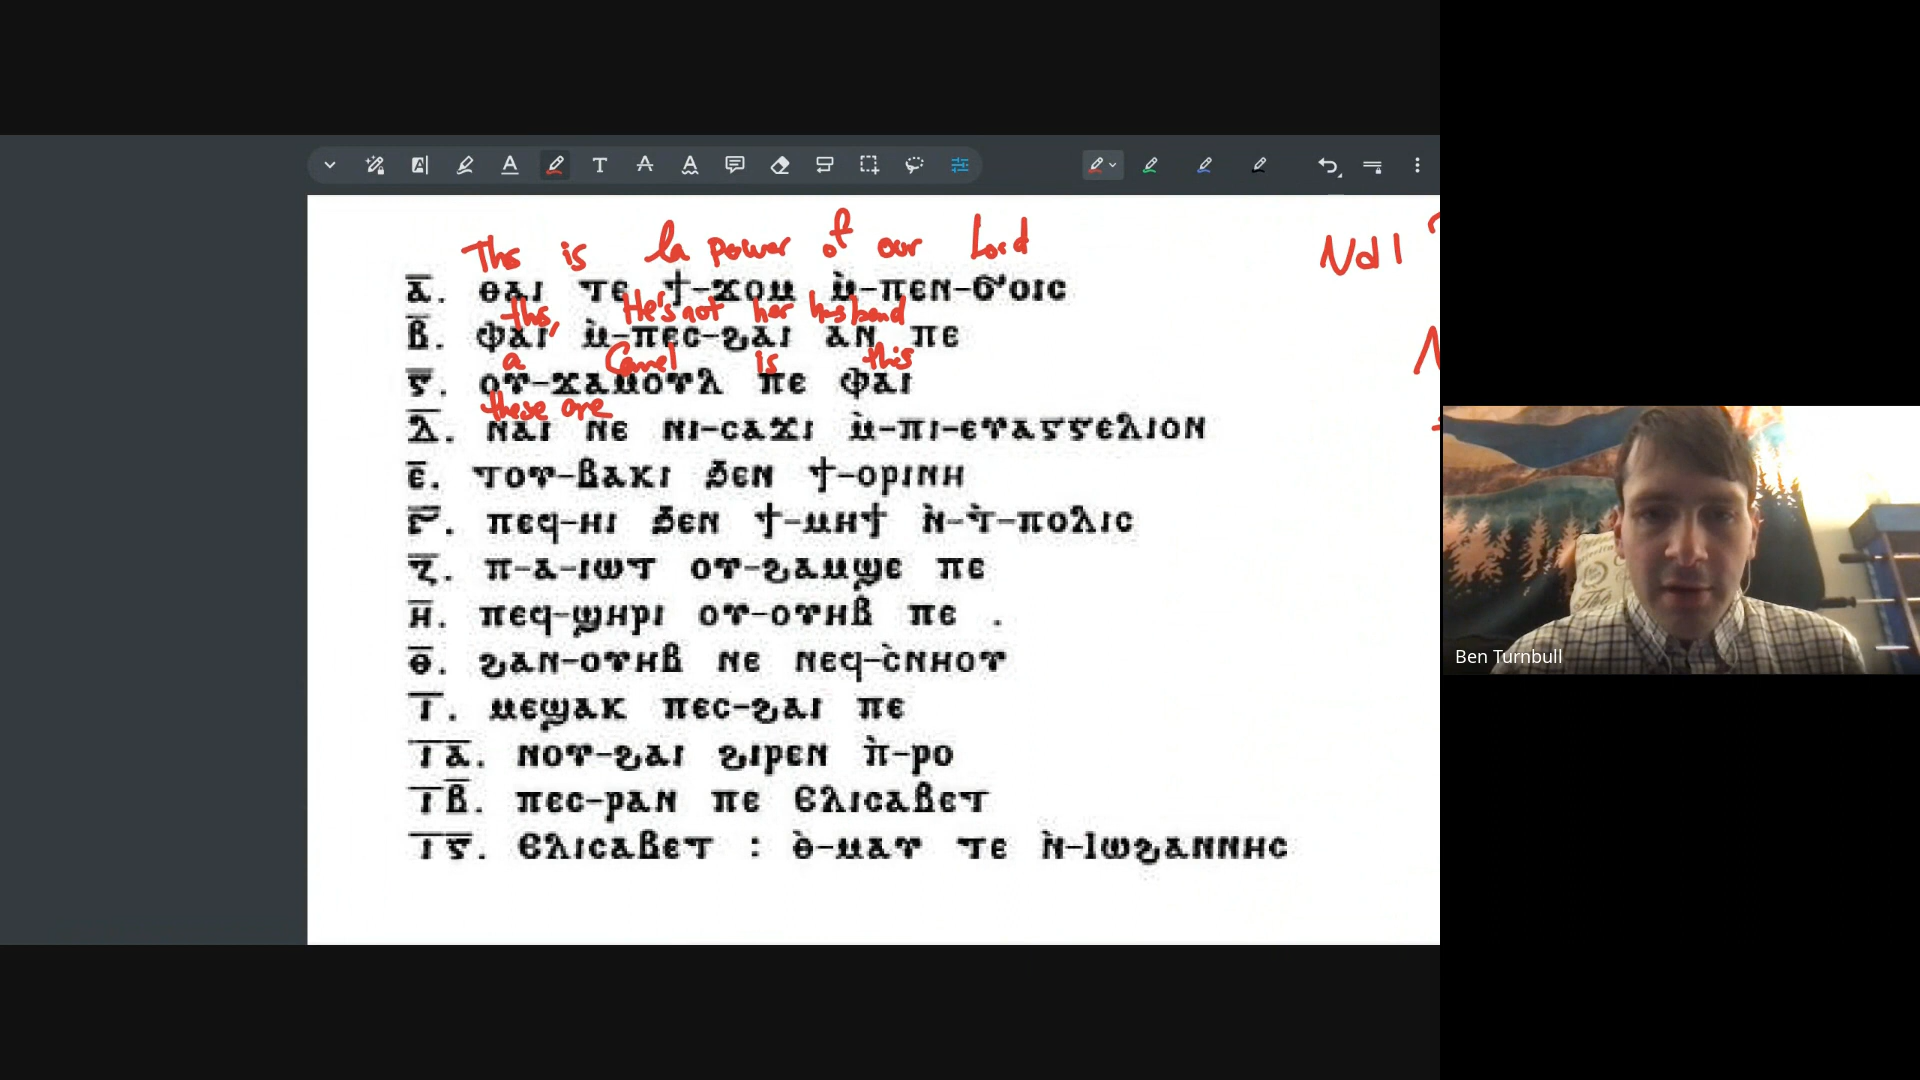 Ths is la power of our Lord
Nd I
ⲁ̅. ⲑⲁⲓ ⲧⲉ ϯ-ϫⲟⲙ ⲙ̀-ⲡⲉⲛ-ϭⲟⲓⲥ
ths, He's not her husband
ⲃ̅. ⲫⲁⲓ ⲙ̀-ⲡⲉⲥ-ϩⲁⲓ ⲁⲛ ⲡⲉ
a Camel is this
ⲅ̅. ⲟⲩ-ϫⲁⲙⲟⲩⲗ ⲡⲉ ⲫⲁⲓ
these are
ⲇ̅. ⲛⲁⲓ ⲛⲉ ⲛⲓ-ⲥⲁϫⲓ ⲙ̀-ⲡⲓ-ⲉⲩⲁⲅⲅⲉⲗⲓⲟⲛ
ⲉ̅. ⲧⲟⲩ-ⲃⲁⲕⲓ ϧⲉⲛ ϯ-ⲟⲣⲓⲛⲏ
ⲋ̅. ⲡⲉϥ-ⲏⲓ ϧⲉⲛ ϯ-ⲙⲏϯ ⲛ̀-ⲧ̀-ⲡⲟⲗⲓⲥ
ⲍ̅. ⲡ-ⲁ-ⲓⲱⲧ ⲟⲩ-ϩⲁⲙϣⲉ ⲡⲉ
ⲏ̅. ⲡⲉϥ-ϣⲏⲣⲓ ⲟⲩ-ⲟⲩⲏⲃ ⲡⲉ .
ⲑ̅. ϩⲁⲛ-ⲟⲩⲏⲃ ⲛⲉ ⲛⲉϥ-ⲥ̀ⲛⲏⲟⲩ
ⲓ̅. ⲙⲉϣⲁⲕ ⲡⲉⲥ-ϩⲁⲓ ⲡⲉ
ⲓ̅ⲁ̅. ⲛⲟⲩ-ϩⲁⲓ ϩⲓⲣⲉⲛ ⲡ̀-ⲣⲟ
ⲓ̅ⲃ̅. ⲡⲉⲥ-ⲣⲁⲛ ⲡⲉ Ⲉⲗⲓⲥⲁⲃⲉⲧ
ⲓ̅ⲅ̅. Ⲉⲗⲓⲥⲁⲃⲉⲧ : ⲑ̀-ⲙⲁⲩ ⲧⲉ ⲛ̀-Ⲓⲱϩⲁⲛⲛⲏⲥ
Ben Turnbull